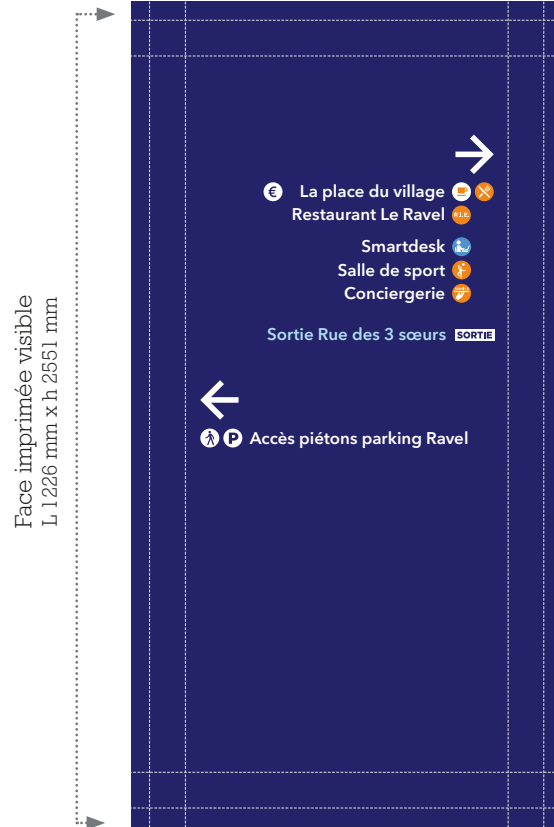 Face imprimée visible
L 1226 mm x h 2551 mm
€ La place du village
Restaurant Le Ravel R.I.E.
Smartdesk
Salle de sport
Conciergerie
Sortie Rue des 3 sœurs SORTIE
P Accès piétons parking Ravel